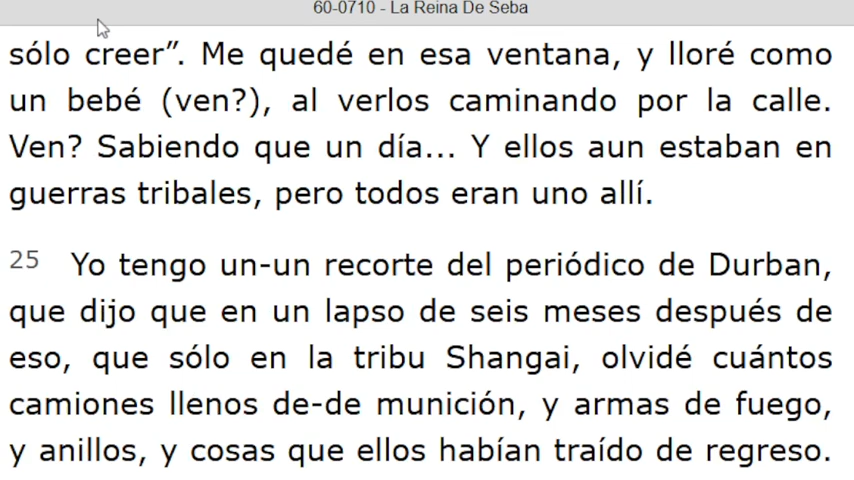 60-0710 - La Reina De Seba
sólo creer”. Me quedé en esa ventana, y lloré como
un bebé (ven?), al verlos caminando por la calle.
Ven? Sabiendo que un día... Y ellos aun estaban en
guerras tribales, pero todos eran uno allí.
25 Yo tengo un-un recorte del periódico de Durban,
que dijo que en un lapso de seis meses después de
eso, que sólo en la tribu Shangai, olvidé cuántos
camiones llenos de-de munición, y armas de fuego,
y anillos, y cosas que ellos habían traído de regreso.